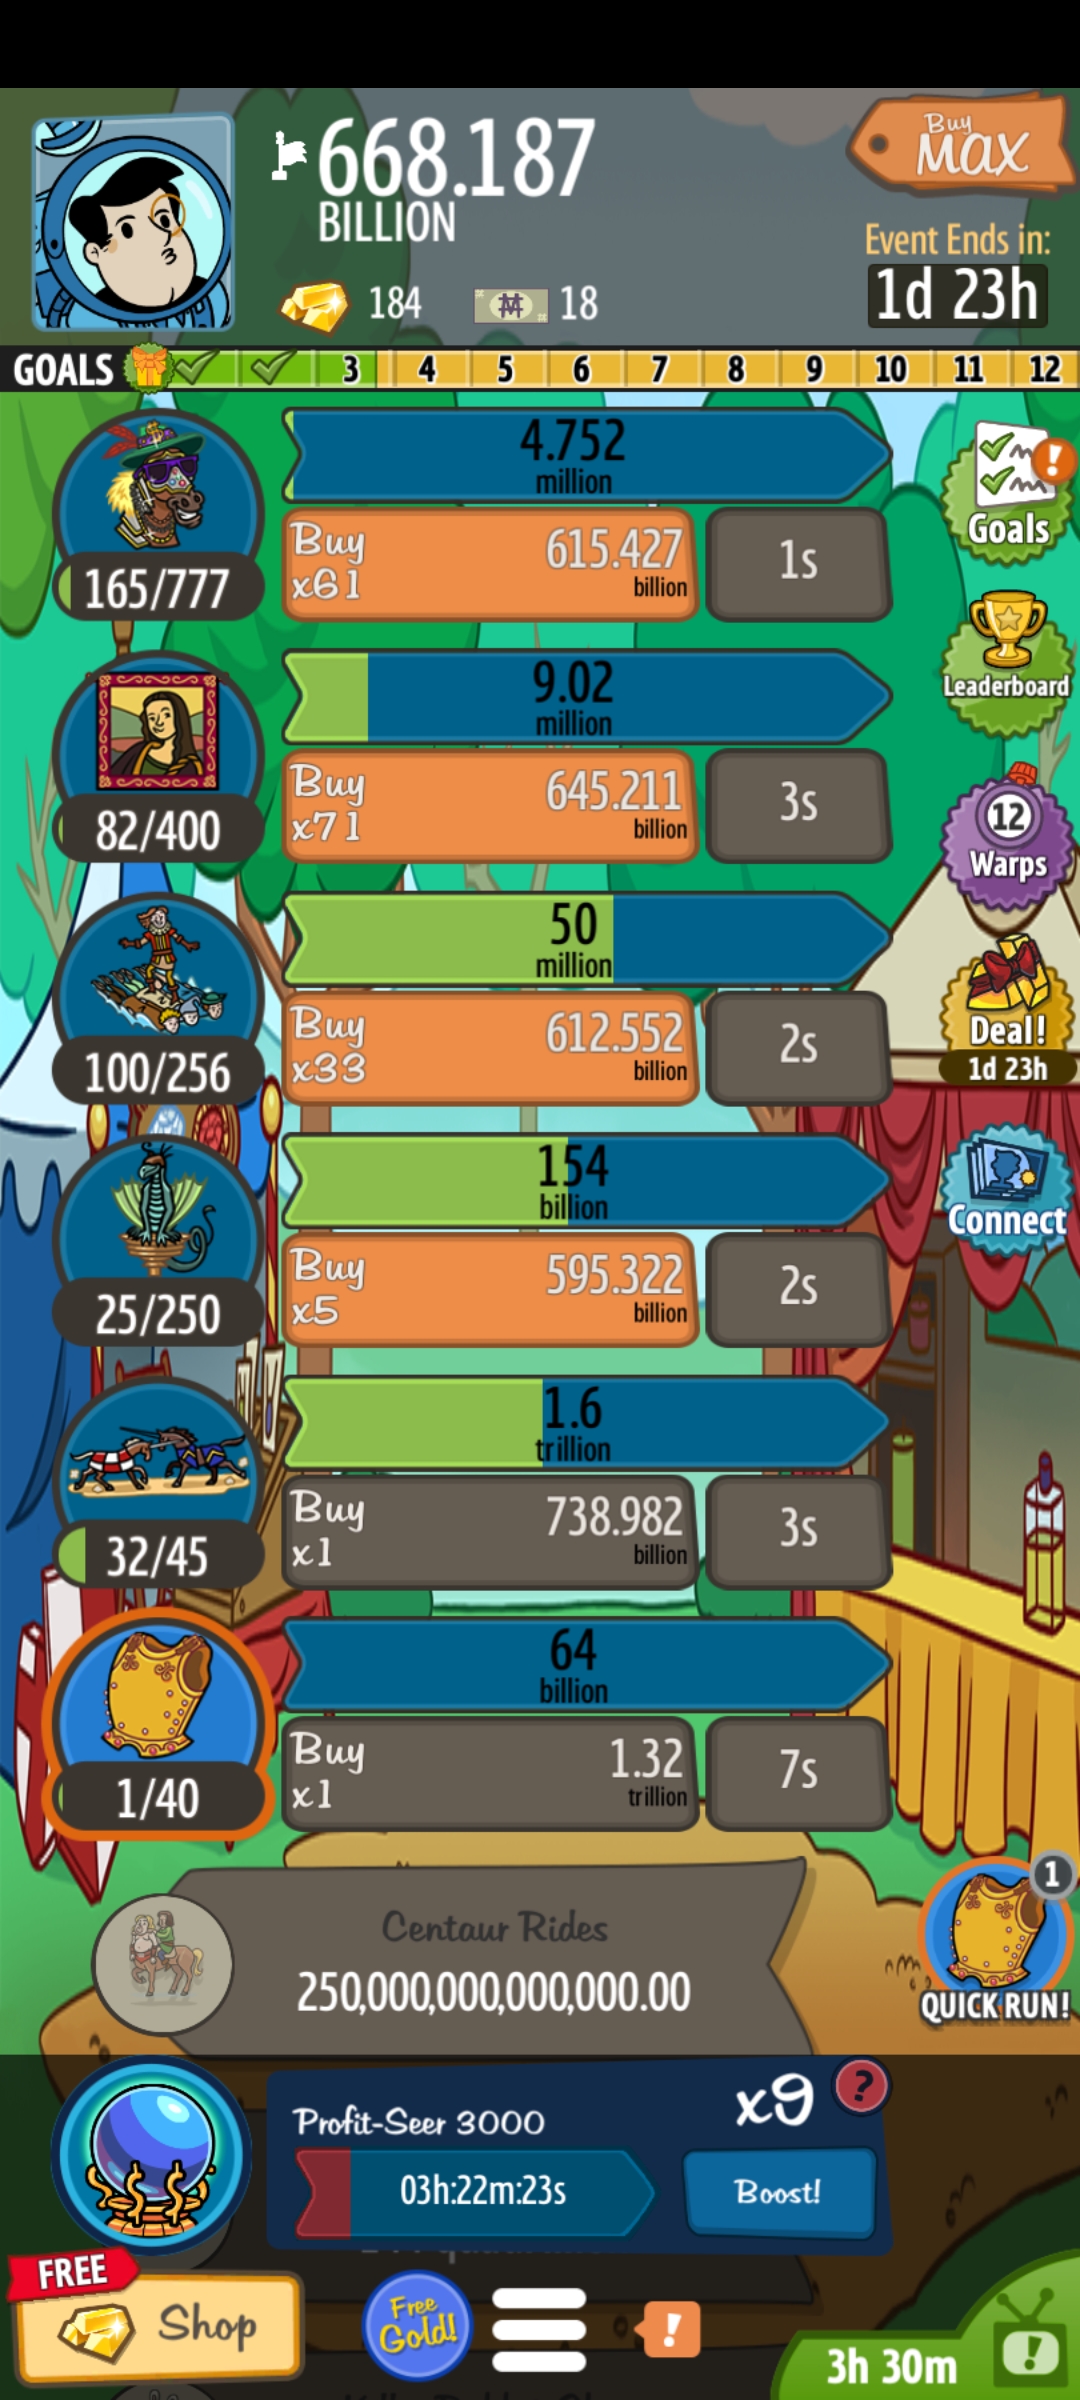 668.187
BILLION
Buy
MAX
Event Ends in:
1d 23h
184
18
GOALS 3 4 5 6 7 8 9 10 11 12
4.752
million
Buy
x61
615.427
billion
1s
165/777
Goals
9.02
million
Buy
x71
645.211
billion
3s
82/400
Leaderboard
12
Warps
50
million
Buy
x33
612.552
billion
2s
100/256
Deal!
1d 23h
154
billion
Buy
x5
595.322
billion
2s
25/250
Connect
1.6
trillion
Buy
x1
738.982
billion
3s
32/45
64
billion
Buy
x1
1.32
trillion
7s
1/40
Centaur Rides
250,000,000,000,000.00
1
QUICK RUN!
Profit-Seer 3000
x9
?
03h:22m:23s
Boost!
FREE
Shop
Free
Gold!
!
3h 30m